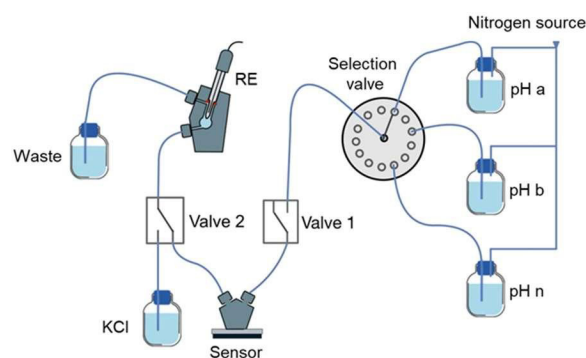 Nitrogen source
Selection
valve
RE
pH a
Waste
pH b
Valve 2
Valve 1
pH n
KCl
Sensor